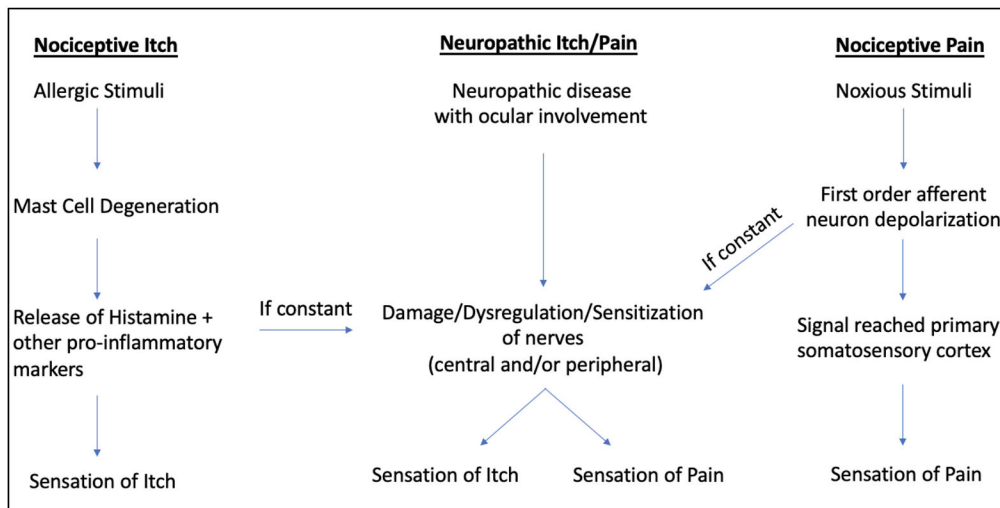 Nociceptive Itch
Allergic Stimuli
Mast Cell Degeneration
Release of Histamine +
other pro-inflammatory
markers
Sensation of Itch
If constant
Neuropathic Itch/Pain
Neuropathic disease
with ocular involvement
Damage/Dysregulation/Sensitization
of nerves
(central and/or peripheral)
Sensation of Itch
Sensation of Pain
If constant
Nociceptive Pain
Noxious Stimuli
First order afferent
neuron depolarization
Signal reached primary
somatosensory cortex
Sensation of Pain